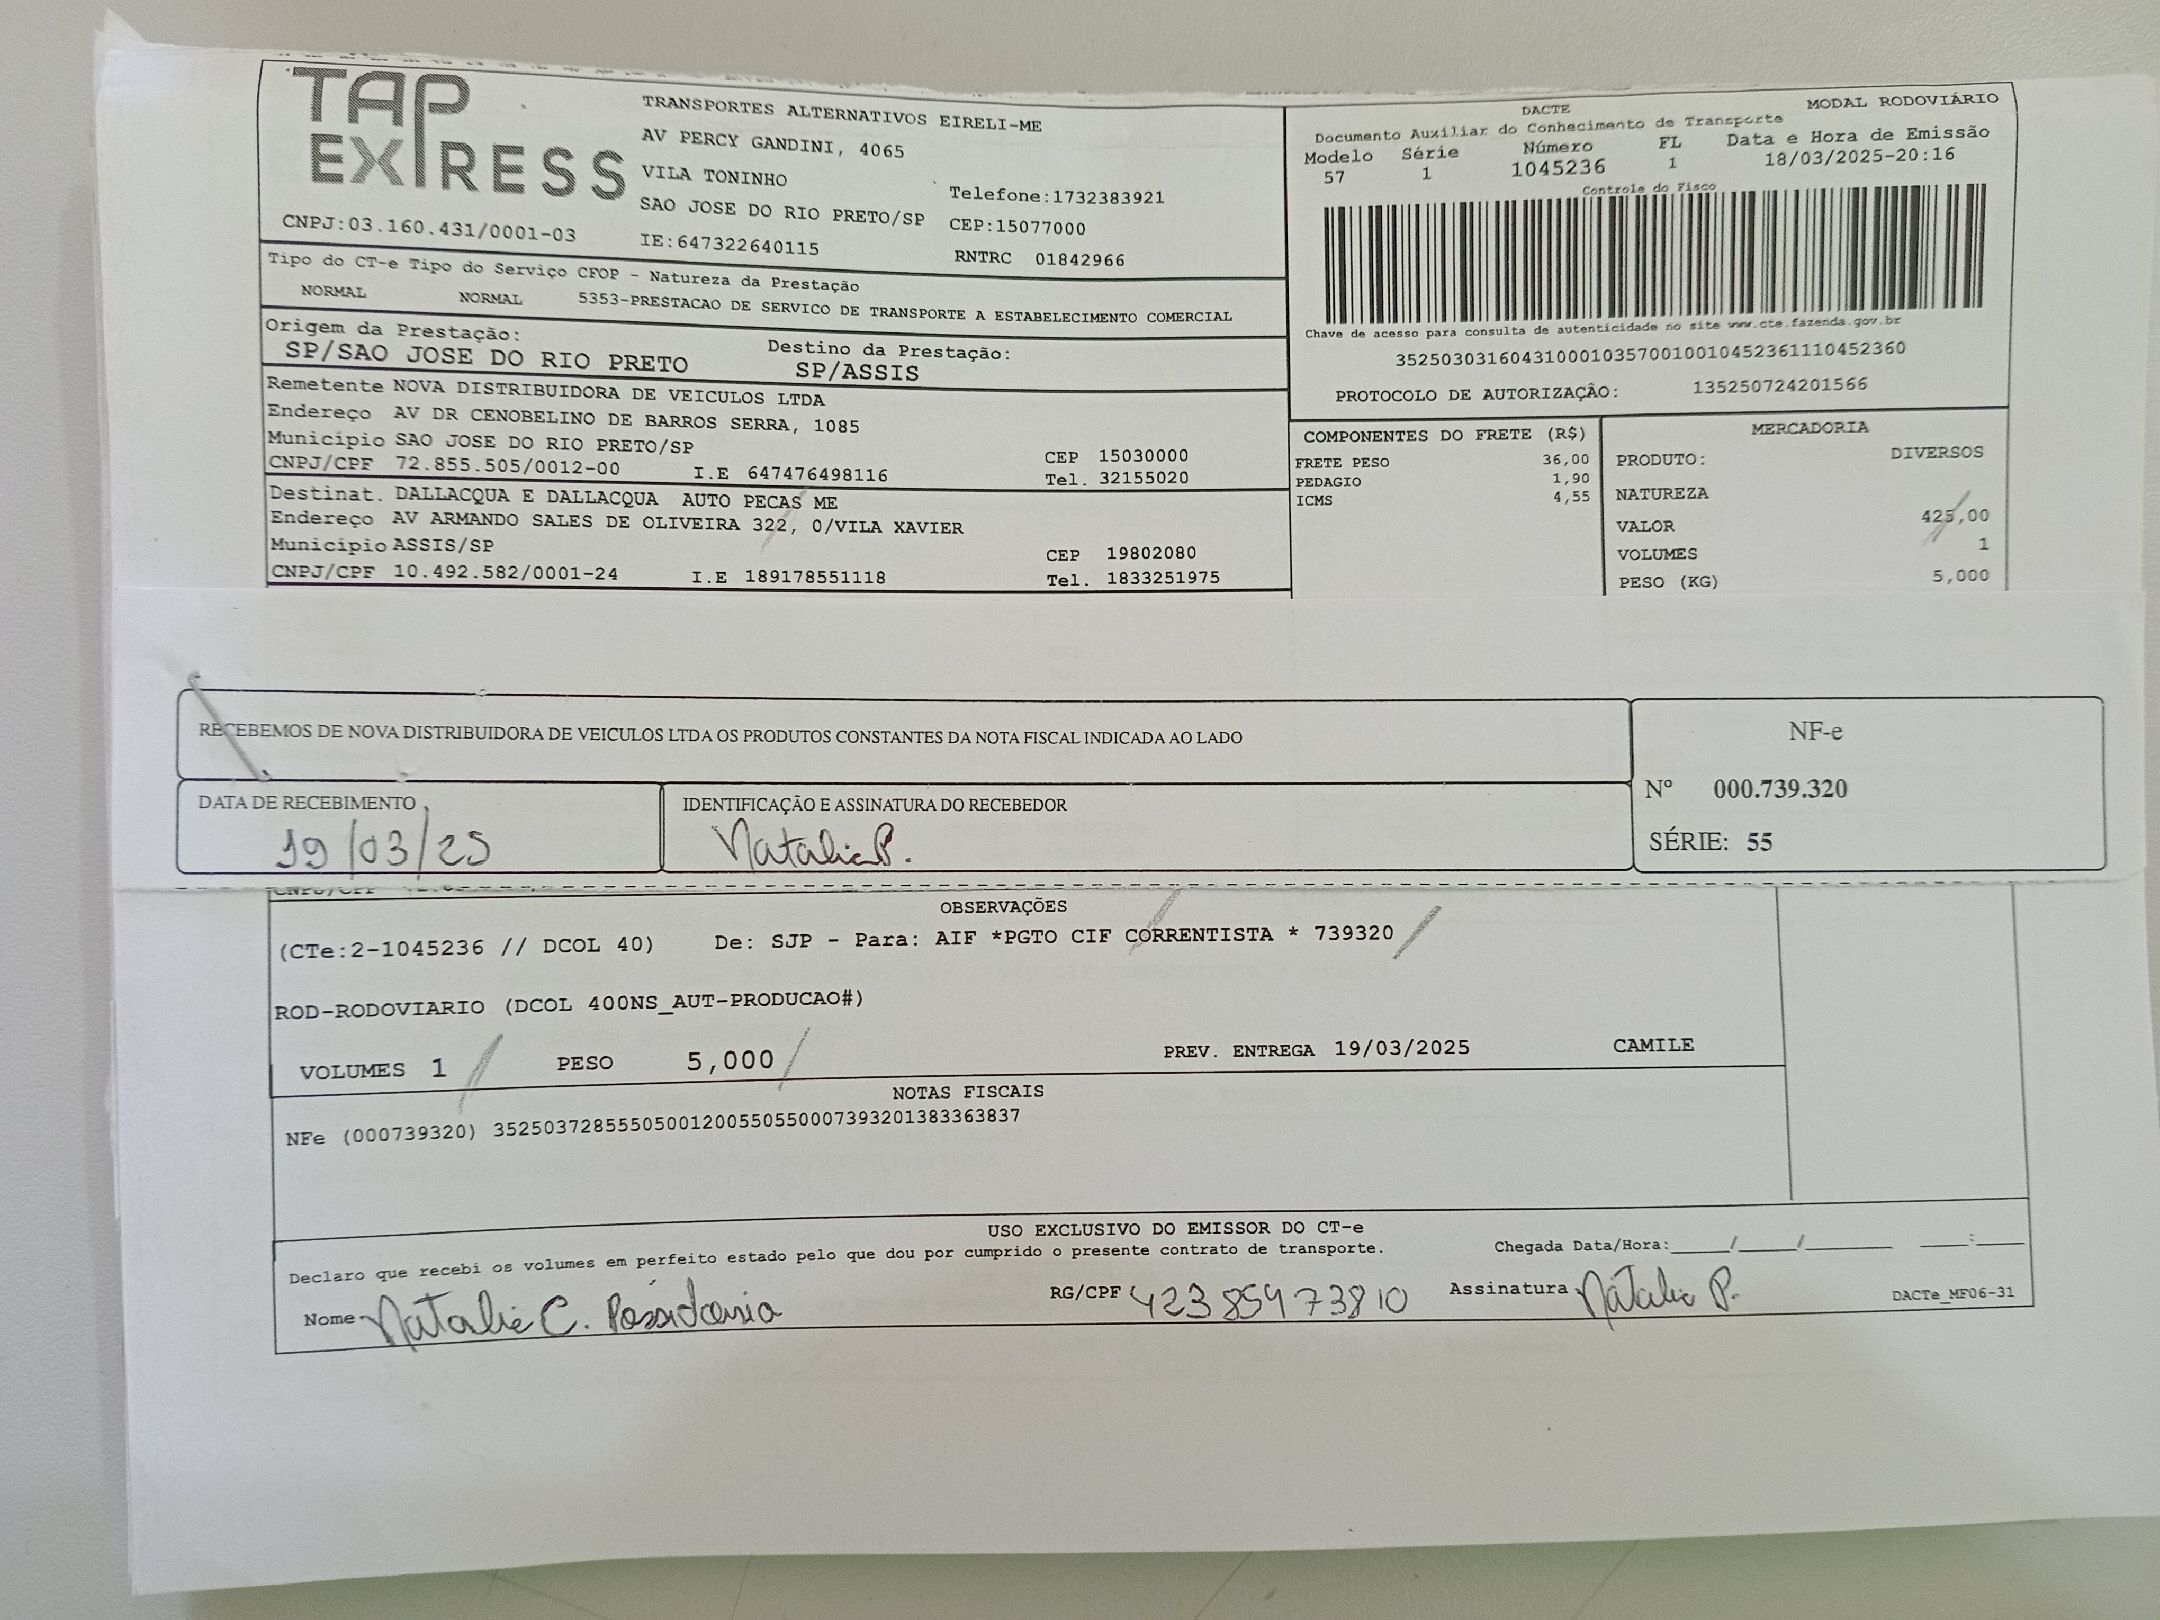 TAP EXPRESS
TRANSPORTES ALTERNATIVOS EIRELI-ME
AV PERCY GANDINI, 4065
VILA TONINHO
Telefone:1732383921
SAO JOSE DO RIO PRETO/SP CEP:15077000
CNPJ:03.160.431/0001-03 IE:647322640115 RNTRC 01842966
DACTE MODAL RODOVIÁRIO
Documento Auxiliar do Conhecimento de Transporte
Modelo Série Número FL Data e Hora de Emissão
57 1 1045236 1 18/03/2025-20:16
Controle do Fisco
Chave de acesso para consulta de autenticidade no site www.cte.fazenda.gov.br
35250303160431000103570010010452361110452360
PROTOCOLO DE AUTORIZAÇÃO: 135250724201566
Tipo do CT-e Tipo do Serviço CFOP - Natureza da Prestação
NORMAL NORMAL 5353-PRESTACAO DE SERVICO DE TRANSPORTE A ESTABELECIMENTO COMERCIAL
Origem da Prestação: Destino da Prestação:
SP/SAO JOSE DO RIO PRETO SP/ASSIS
Remetente NOVA DISTRIBUIDORA DE VEICULOS LTDA
Endereço AV DR CENOBELINO DE BARROS SERRA, 1085
Município SAO JOSE DO RIO PRETO/SP CEP 15030000
CNPJ/CPF 72.855.505/0012-00 I.E 647476498116 Tel. 32155020
Destinat. DALLACQUA E DALLACQUA AUTO PECAS ME
Endereço AV ARMANDO SALES DE OLIVEIRA 322, 0/VILA XAVIER
Município ASSIS/SP CEP 19802080
CNPJ/CPF 10.492.582/0001-24 I.E 189178551118 Tel. 1833251975
COMPONENTES DO FRETE (R$)
FRETE PESO 36,00
PEDAGIO 1,90
ICMS 4,55
MERCADORIA
PRODUTO: DIVERSOS
NATUREZA
VALOR 425,00
VOLUMES 1
PESO (KG) 5,000
RECEBEMOS DE NOVA DISTRIBUIDORA DE VEICULOS LTDA OS PRODUTOS CONSTANTES DA NOTA FISCAL INDICADA AO LADO
DATA DE RECEBIMENTO
19/03/25
IDENTIFICAÇÃO E ASSINATURA DO RECEBEDOR
Natalie P.
NF-e
Nº 000.739.320
SÉRIE: 55
OBSERVAÇÕES
(CTe:2-1045236 // DCOL 40) De: SJP - Para: AIF *PGTO CIF CORRENTISTA * 739320
ROD-RODOVIARIO (DCOL 400NS_AUT-PRODUCAO#)
VOLUMES 1 PESO 5,000 PREV. ENTREGA 19/03/2025 CAMILE
NOTAS FISCAIS
NFe (000739320) 35250372855505001200550550007393201383363837
USO EXCLUSIVO DO EMISSOR DO CT-e
Declaro que recebi os volumes em perfeito estado pelo que dou por cumprido o presente contrato de transporte. Chegada Data/Hora:____/____/______ __:__
Nome Natalie C. Possidonio RG/CPF 42385973810 Assinatura Natalie P. DACTe_MF06-31